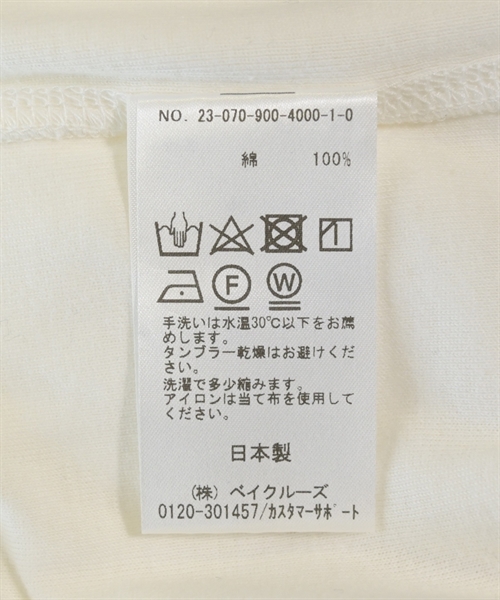 NO. 23-070-900-4000-1-0
綿 100%
F
W
手洗いは水温30℃以下をお薦
めします。
タンブラー乾燥はお避けくだ
さい。
洗濯で多少縮みます。
アイロンは当て布を使用して
ください。
日本製
(株) ベイクルーズ
0120-301457/ｶｽﾀﾏｰｻﾎﾟｰﾄ